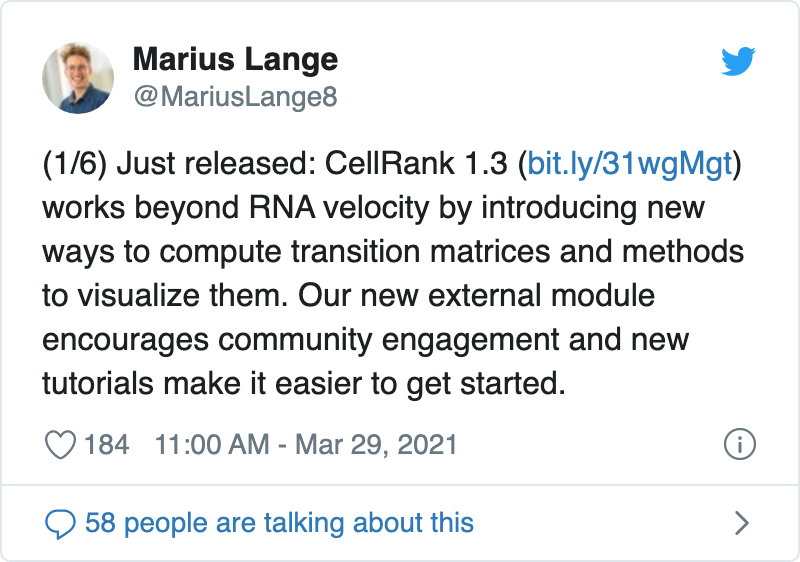 Marius Lange
@MariusLange8
(1/6) Just released: CellRank 1.3 (bit.ly/31wgMgt)
works beyond RNA velocity by introducing new
ways to compute transition matrices and methods
to visualize them. Our new external module
encourages community engagement and new
tutorials make it easier to get started.
184 11:00 AM - Mar 29, 2021
58 people are talking about this